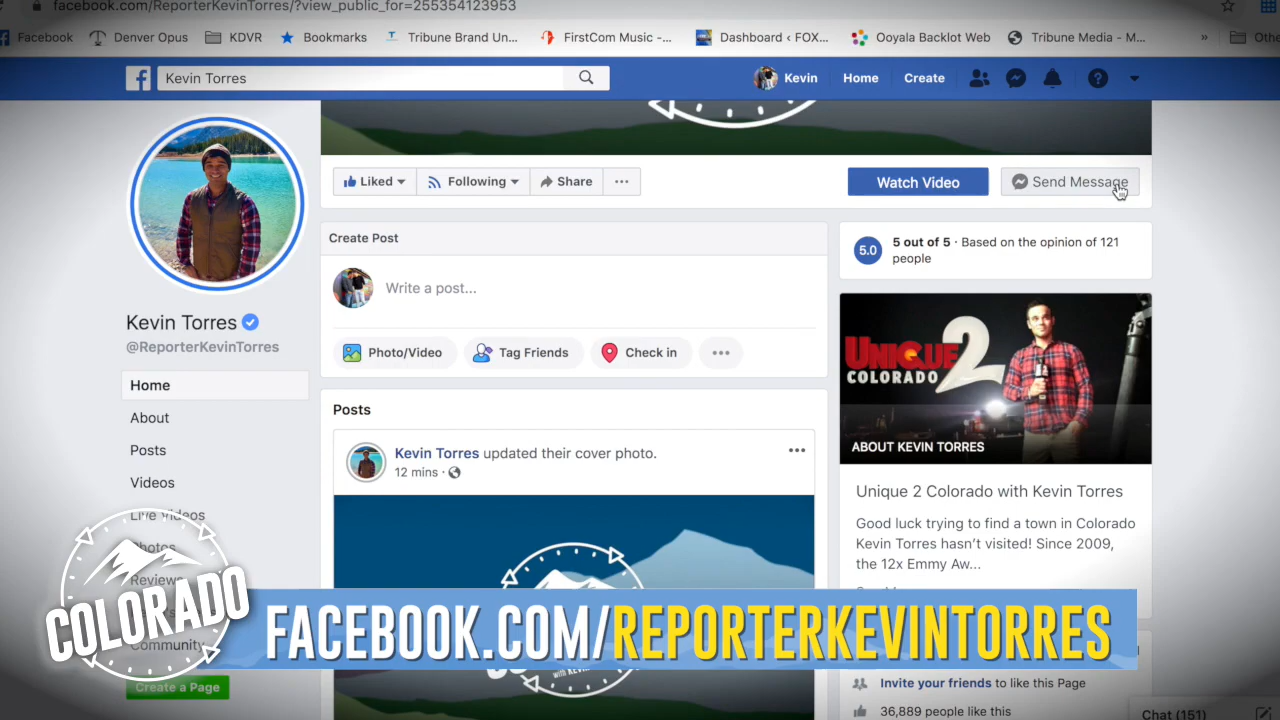 facebook.com/ReporterKevinTorres/?view_public_for=255354123953
Facebook
Denver Opus
KDVR
Bookmarks
Tribune Brand Un...
FirstCom Music -...
Dashboard < FOX...
Ooyala Backlot Web
Tribune Media - M...
»
Kevin Torres
Kevin
Home
Create
Liked
Following
Share
Watch Video
Send Message
Create Post
Write a post...
Photo/Video
Tag Friends
Check in
5.0
5 out of 5 · Based on the opinion of 121
people
Kevin Torres
@ReporterKevinTorres
Home
About
Posts
Videos
Live Videos
Photos
Reviews
Community
Create a Page
Posts
Kevin Torres updated their cover photo.
12 mins ·
UNIQUE 2
COLORADO
ABOUT KEVIN TORRES
Unique 2 Colorado with Kevin Torres
Good luck trying to find a town in Colorado
Kevin Torres hasn't visited! Since 2009,
the 12x Emmy Aw...
COLORADO
FACEBOOK.COM/REPORTERKEVINTORRES
Invite your friends to like this Page
36,889 people like this
Chat (151)